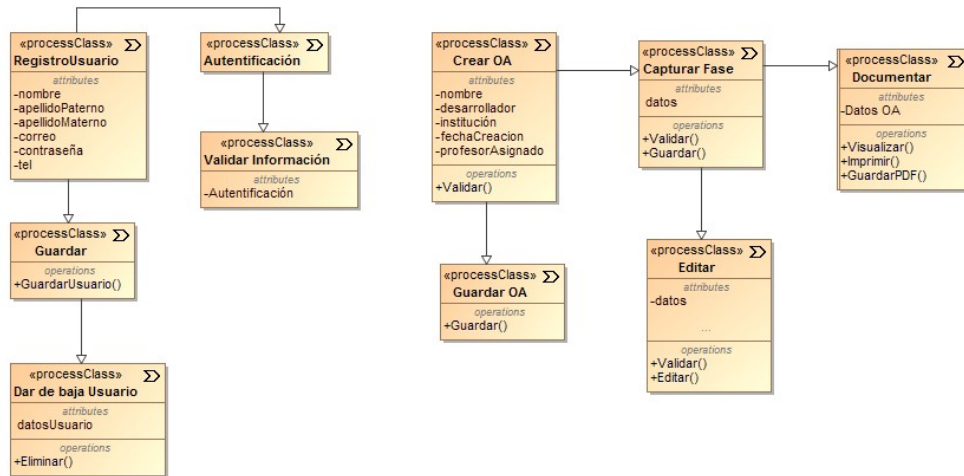 «processClass»
RegistroUsuario
attributes
-nombre
-apellidoPaterno
-apellidoMaterno
-correo
-contraseña
-tel
«processClass»
Autentificación
«processClass»
Validar Información
attributes
-Autentificación
«processClass»
Guardar
operations
+GuardarUsuario()
«processClass»
Dar de baja Usuario
attributes
datosUsuario
operations
+Eliminar()
«processClass»
Crear OA
attributes
-nombre
-desarrollador
-institución
-fechaCreacion
-profesorAsignado
operations
+Validar()
«processClass»
Capturar Fase
attributes
datos
operations
+Validar()
+Guardar()
«processClass»
Documentar
attributes
-Datos OA
operations
+Visualizar()
+Imprimir()
+GuardarPDF()
«processClass»
Guardar OA
operations
+Guardar()
«processClass»
Editar
attributes
-datos
...
operations
+Validar()
+Editar()